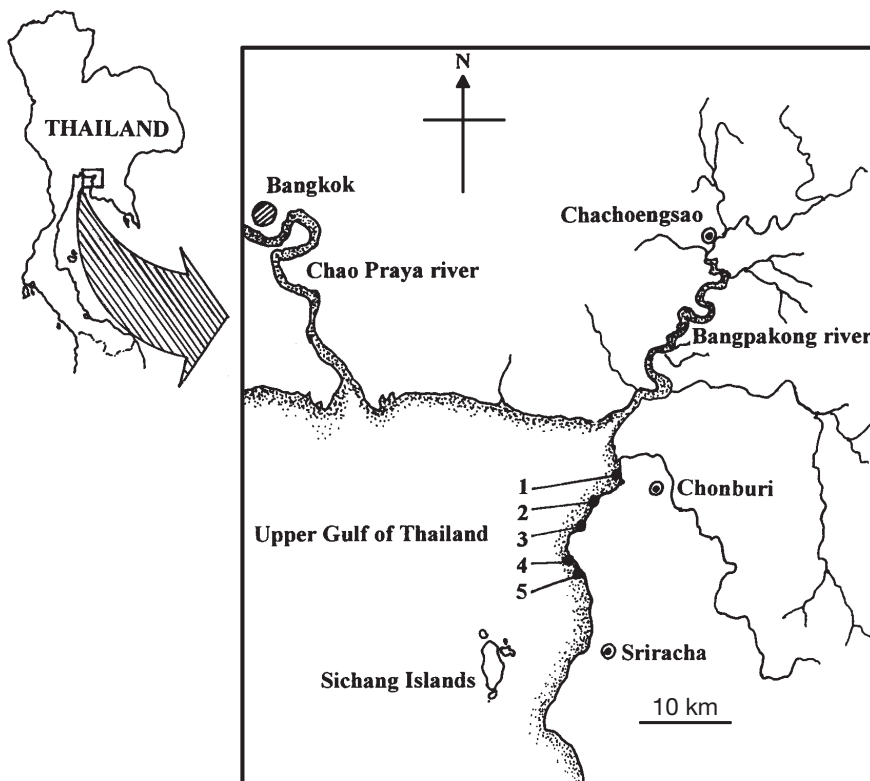 N
THAILAND
Bangkok
Chachoengsao
Chao Praya river
Bangpakong river
1
Chonburi
2
Upper Gulf of Thailand
3
4
5
Sriracha
Sichang Islands
10 km